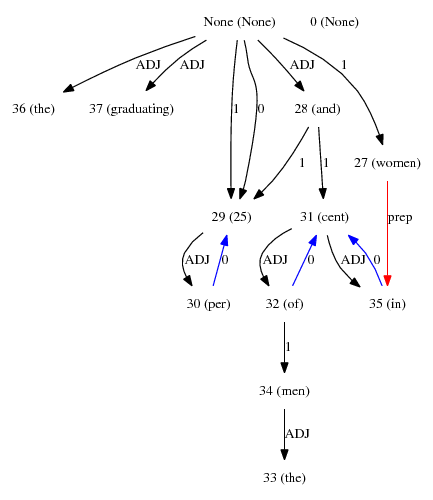 None (None) 0 (None)
ADJ ADJ ADJ 1
36 (the) 37 (graduating) 1 0 28 (and)
27 (women)
1 1
29 (25) 31 (cent) prep
ADJ 0 ADJ 0 ADJ 0
30 (per) 32 (of) 35 (in)
1
34 (men)
ADJ
33 (the)